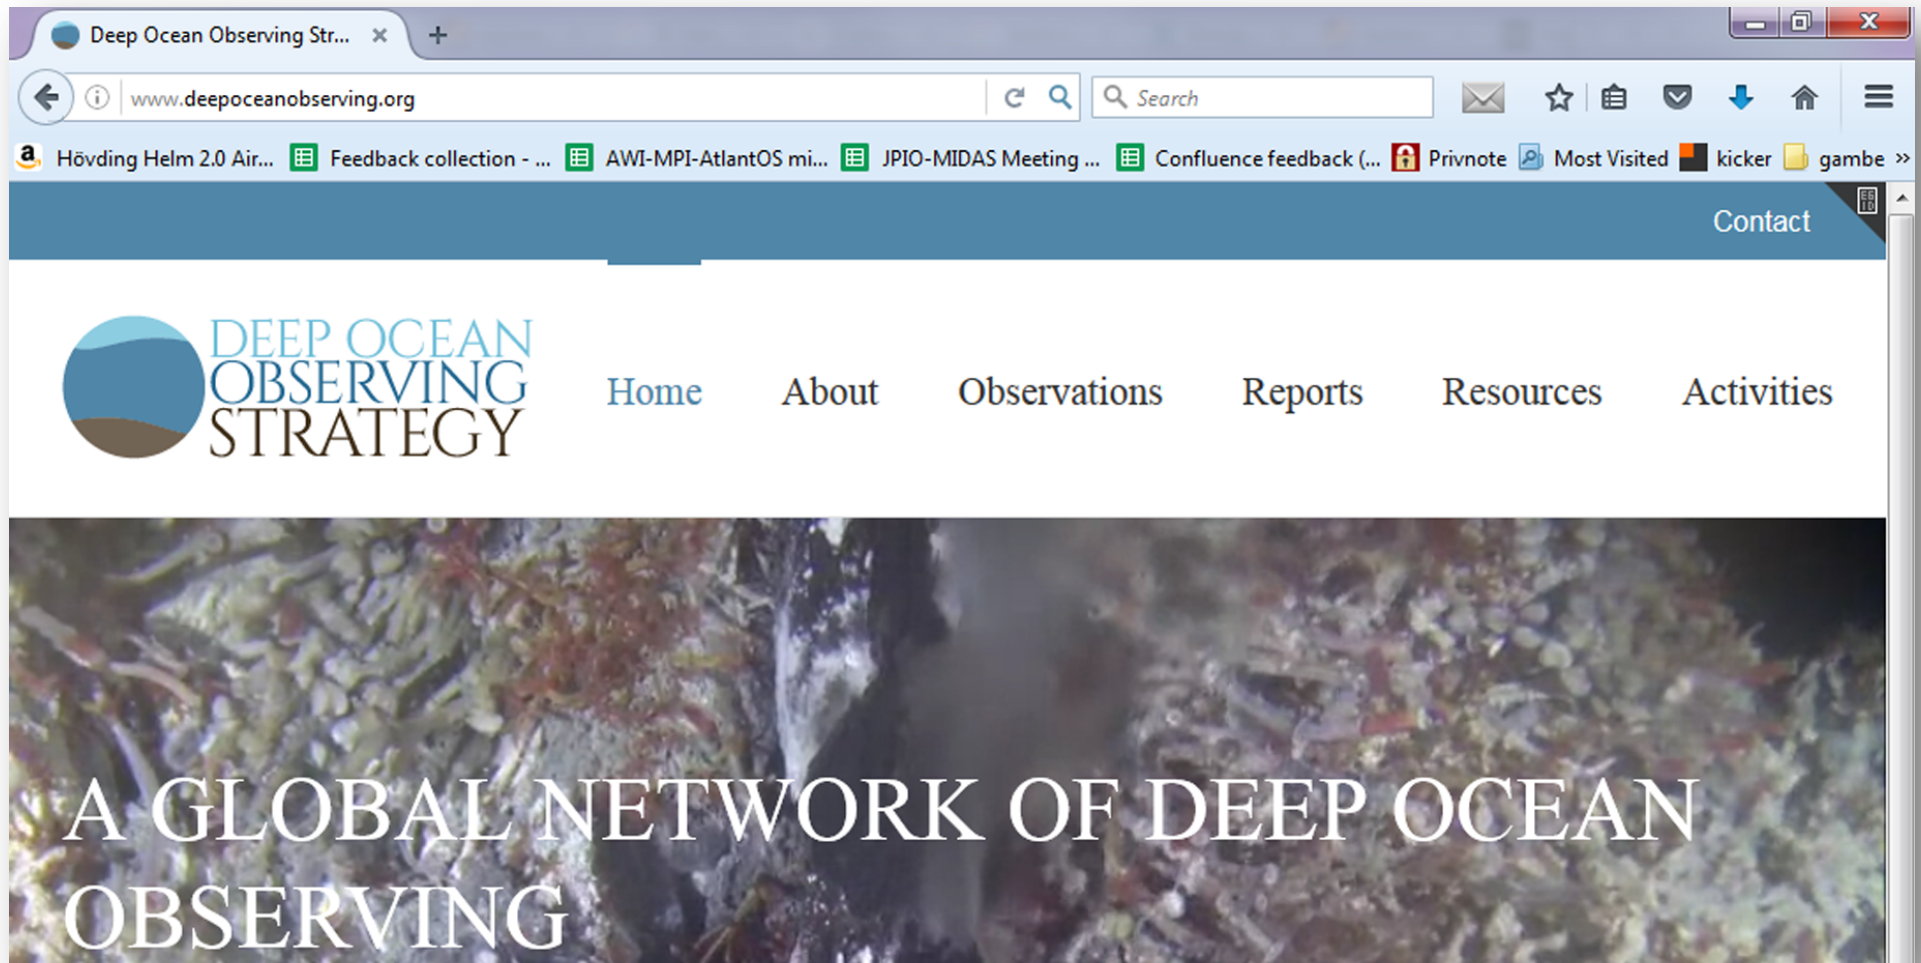 Deep Ocean Observing Str...
www.deepoceanobserving.org
Search
Hövding Helm 2.0 Air... Feedback collection - ... AWI-MPI-AtlantOS mi... JPIO-MIDAS Meeting ... Confluence feedback (... Privnote Most Visited kicker gambe
Contact
DEEP OCEAN
OBSERVING
STRATEGY
Home About Observations Reports Resources Activities
A GLOBAL NETWORK OF DEEP OCEAN
OBSERVING